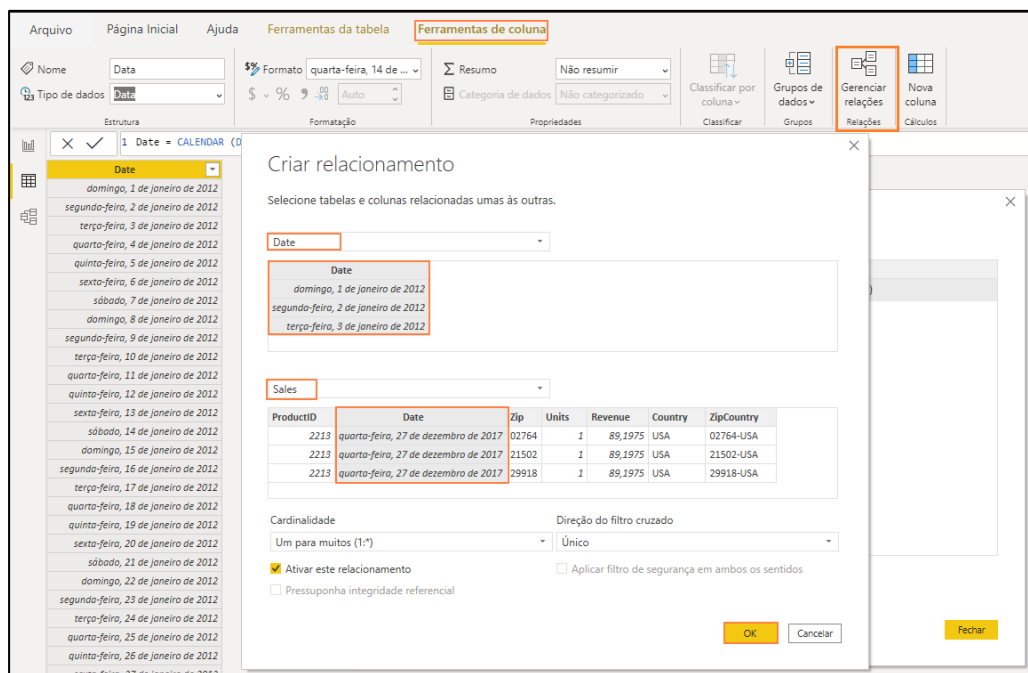 Arquivo Página Inicial Ajuda Ferramentas da tabela Ferramentas de coluna
Nome Data
Tipo de dados Data
Estrutura
$% Formato quarta-feira, 14 de ...
$ % 9 .00 Auto
Formatação
Σ Resumo Não resumir
Categoria de dados Não categorizado
Propriedades
Classificar por
coluna
Classificar
Grupos de
dados
Grupos
Gerenciar
relações
Relações
Nova
coluna
Cálculos
1 Date = CALENDAR (D
Date
domingo, 1 de janeiro de 2012
segunda-feira, 2 de janeiro de 2012
terça-feira, 3 de janeiro de 2012
quarta-feira, 4 de janeiro de 2012
quinta-feira, 5 de janeiro de 2012
sexta-feira, 6 de janeiro de 2012
sábado, 7 de janeiro de 2012
domingo, 8 de janeiro de 2012
segunda-feira, 9 de janeiro de 2012
terça-feira, 10 de janeiro de 2012
quarta-feira, 11 de janeiro de 2012
quinta-feira, 12 de janeiro de 2012
sexta-feira, 13 de janeiro de 2012
sábado, 14 de janeiro de 2012
domingo, 15 de janeiro de 2012
segunda-feira, 16 de janeiro de 2012
terça-feira, 17 de janeiro de 2012
quarta-feira, 18 de janeiro de 2012
quinta-feira, 19 de janeiro de 2012
sexta-feira, 20 de janeiro de 2012
sábado, 21 de janeiro de 2012
domingo, 22 de janeiro de 2012
segunda-feira, 23 de janeiro de 2012
terça-feira, 24 de janeiro de 2012
quarta-feira, 25 de janeiro de 2012
quinta-feira, 26 de janeiro de 2012
Criar relacionamento
Selecione tabelas e colunas relacionadas umas às outras.
Date
Date
domingo, 1 de janeiro de 2012
segunda-feira, 2 de janeiro de 2012
terça-feira, 3 de janeiro de 2012
Sales
ProductID Date Zip Units Revenue Country ZipCountry
2213 quarta-feira, 27 de dezembro de 2017 02764 1 89,1975 USA 02764-USA
2213 quarta-feira, 27 de dezembro de 2017 21502 1 89,1975 USA 21502-USA
2213 quarta-feira, 27 de dezembro de 2017 29918 1 89,1975 USA 29918-USA
Cardinalidade Direção do filtro cruzado
Um para muitos (1:*) Único
Ativar este relacionamento Aplicar filtro de segurança em ambos os sentidos
Pressuponha integridade referencial
OK Cancelar
)
Fechar